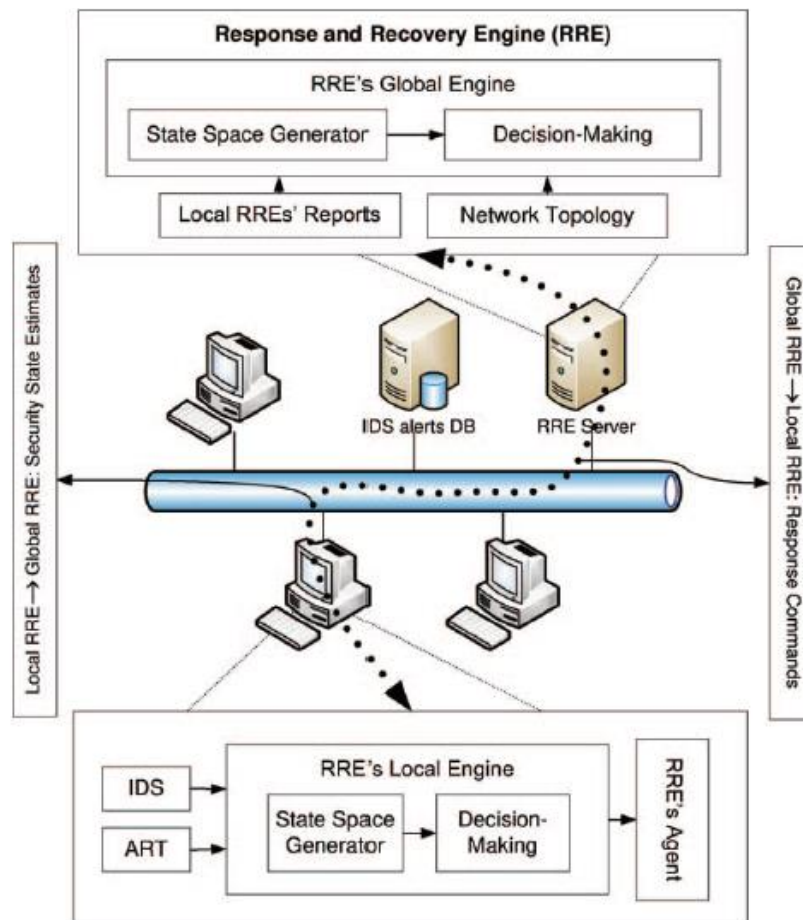 Response and Recovery Engine (RRE)
RRE's Global Engine
State Space Generator
Decision-Making
Local RREs' Reports
Network Topology
Local RRE → Global RRE: Security State Estimates
Global RRE → Local RRE: Response Commands
IDS alerts DB
RRE Server
RRE's Local Engine
IDS
ART
State Space
Generator
Decision-
Making
RRE's
Agent